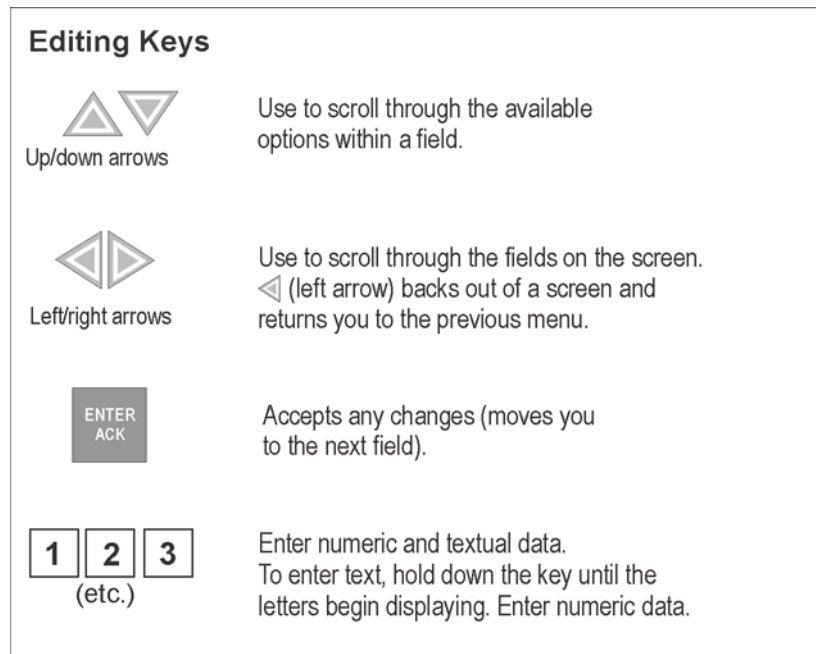 Editing Keys
Use to scroll through the available
options within a field.
Up/down arrows
Use to scroll through the fields on the screen.
(left arrow) backs out of a screen and
returns you to the previous menu.
Left/right arrows
ENTER
ACK
Accepts any changes (moves you
to the next field).
1 2 3
(etc.)
Enter numeric and textual data.
To enter text, hold down the key until the
letters begin displaying. Enter numeric data.